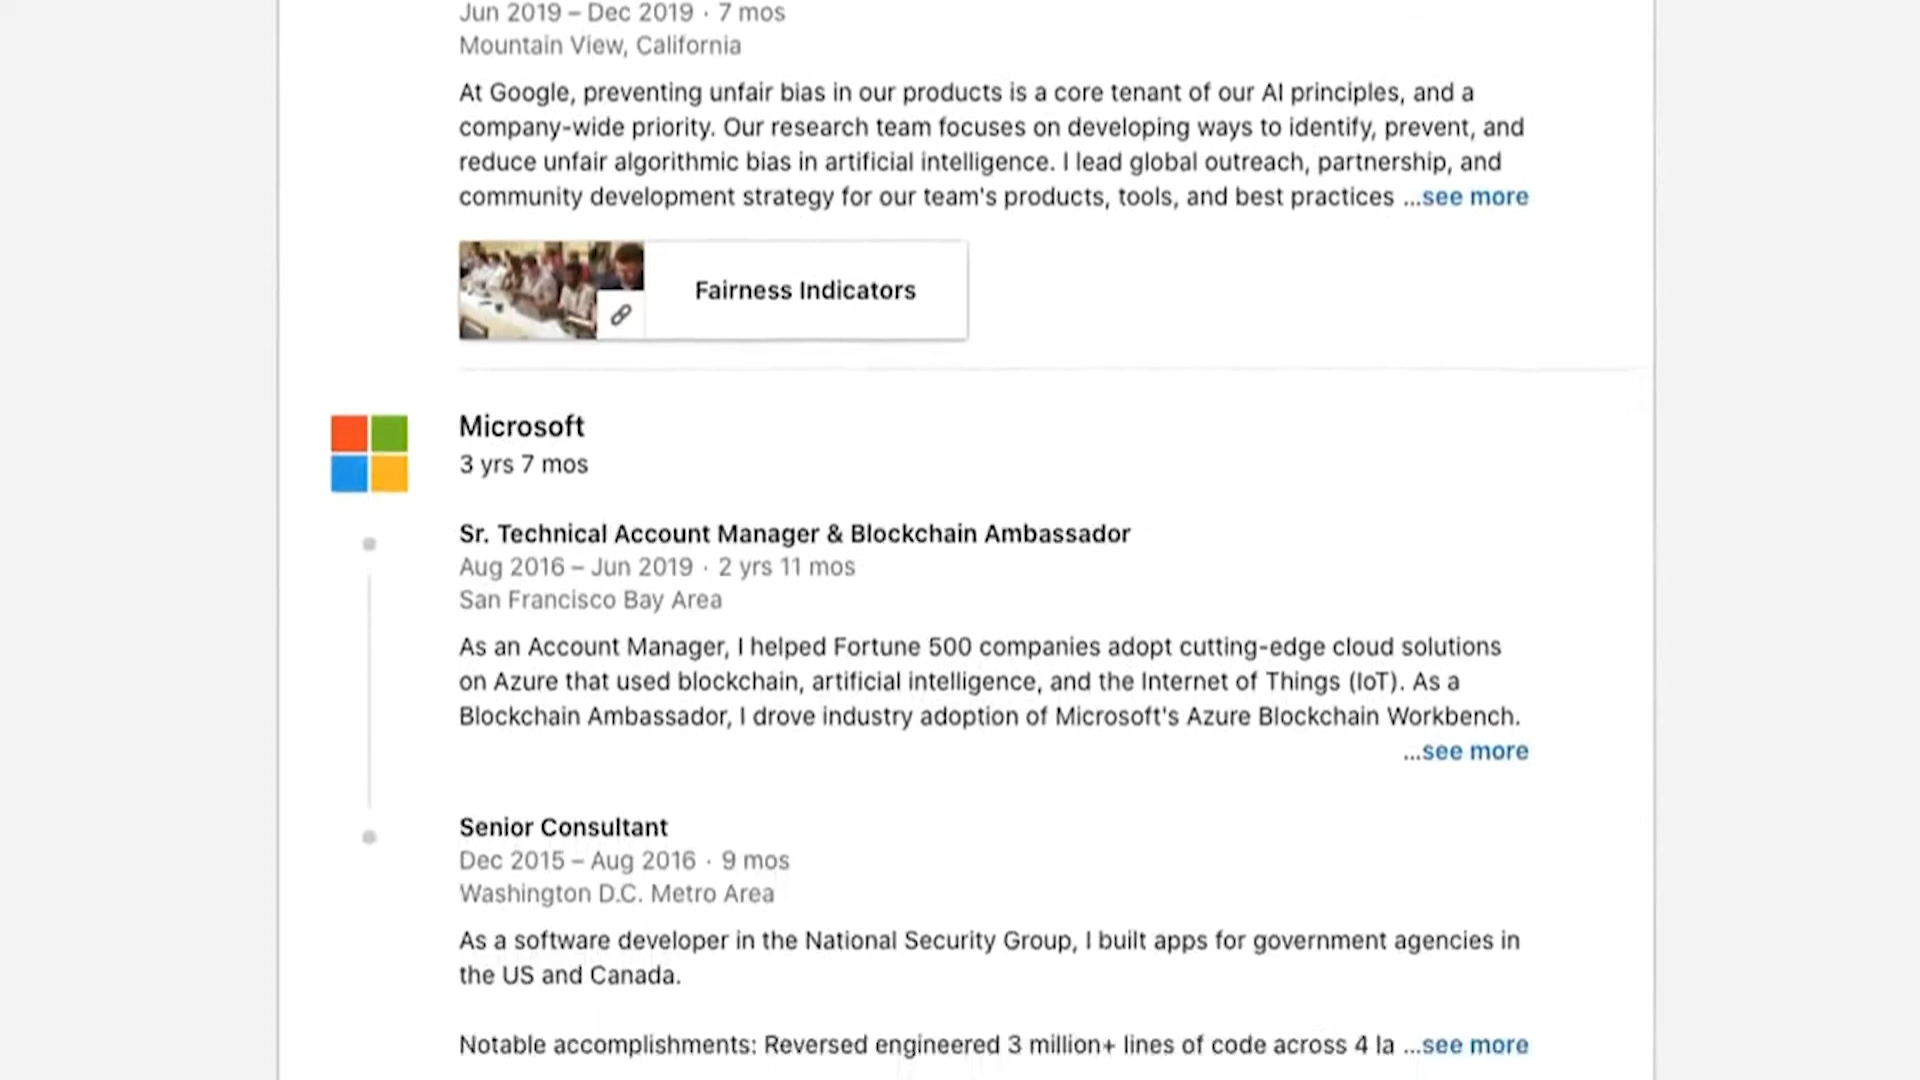 Jun 2019 – Dec 2019 · 7 mos
Mountain View, California
At Google, preventing unfair bias in our products is a core tenant of our AI principles, and a
company-wide priority. Our research team focuses on developing ways to identify, prevent, and
reduce unfair algorithmic bias in artificial intelligence. I lead global outreach, partnership, and
community development strategy for our team's products, tools, and best practices ...see more
Fairness Indicators
Microsoft
3 yrs 7 mos
Sr. Technical Account Manager & Blockchain Ambassador
Aug 2016 – Jun 2019 · 2 yrs 11 mos
San Francisco Bay Area
As an Account Manager, I helped Fortune 500 companies adopt cutting-edge cloud solutions
on Azure that used blockchain, artificial intelligence, and the Internet of Things (IoT). As a
Blockchain Ambassador, I drove industry adoption of Microsoft's Azure Blockchain Workbench.
...see more
Senior Consultant
Dec 2015 – Aug 2016 · 9 mos
Washington D.C. Metro Area
As a software developer in the National Security Group, I built apps for government agencies in
the US and Canada.
Notable accomplishments: Reversed engineered 3 million+ lines of code across 4 la ...see more